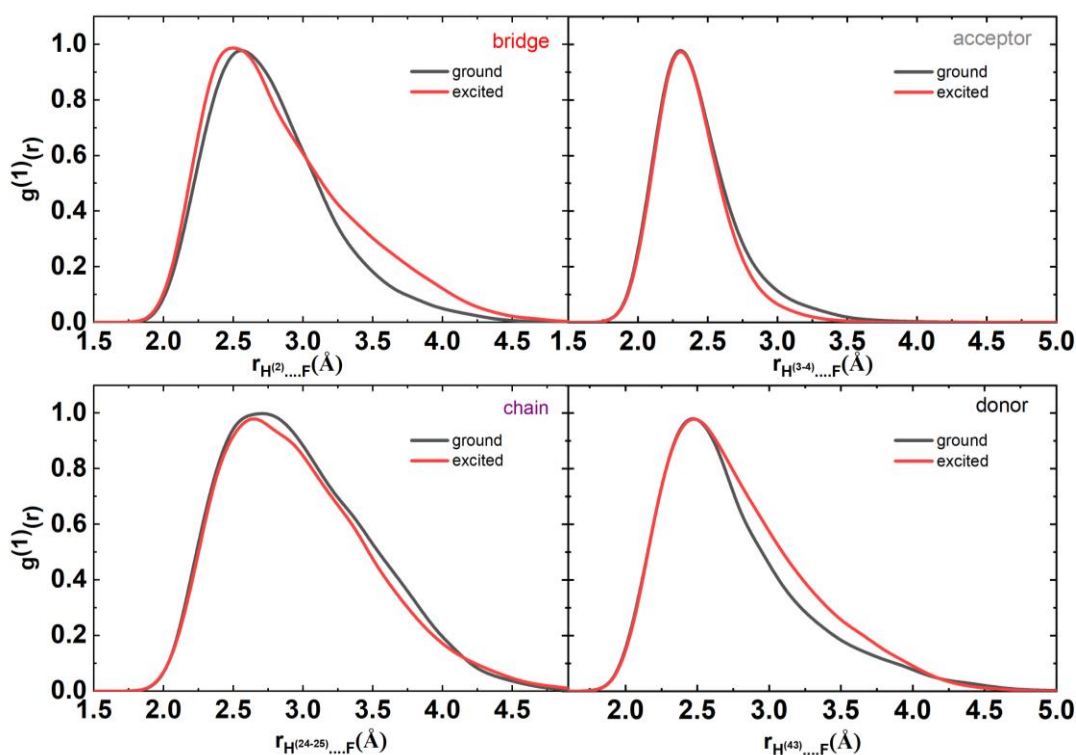 bridge
ground
excited
g(1)(r)
1.0
0.8
0.6
0.4
0.2
0.0
1.5 2.0 2.5 3.0 3.5 4.0 4.5
rH(2)....F(Å)
acceptor
ground
excited
1.5 2.0 2.5 3.0 3.5 4.0 4.5 5.0
rH(3-4)....F(Å)
chain
ground
excited
g(1)(r)
1.0
0.8
0.6
0.4
0.2
0.0
1.5 2.0 2.5 3.0 3.5 4.0 4.5
rH(24-25)....F(Å)
donor
ground
excited
2.0 2.5 3.0 3.5 4.0 4.5 5.0
rH(43)....F(Å)